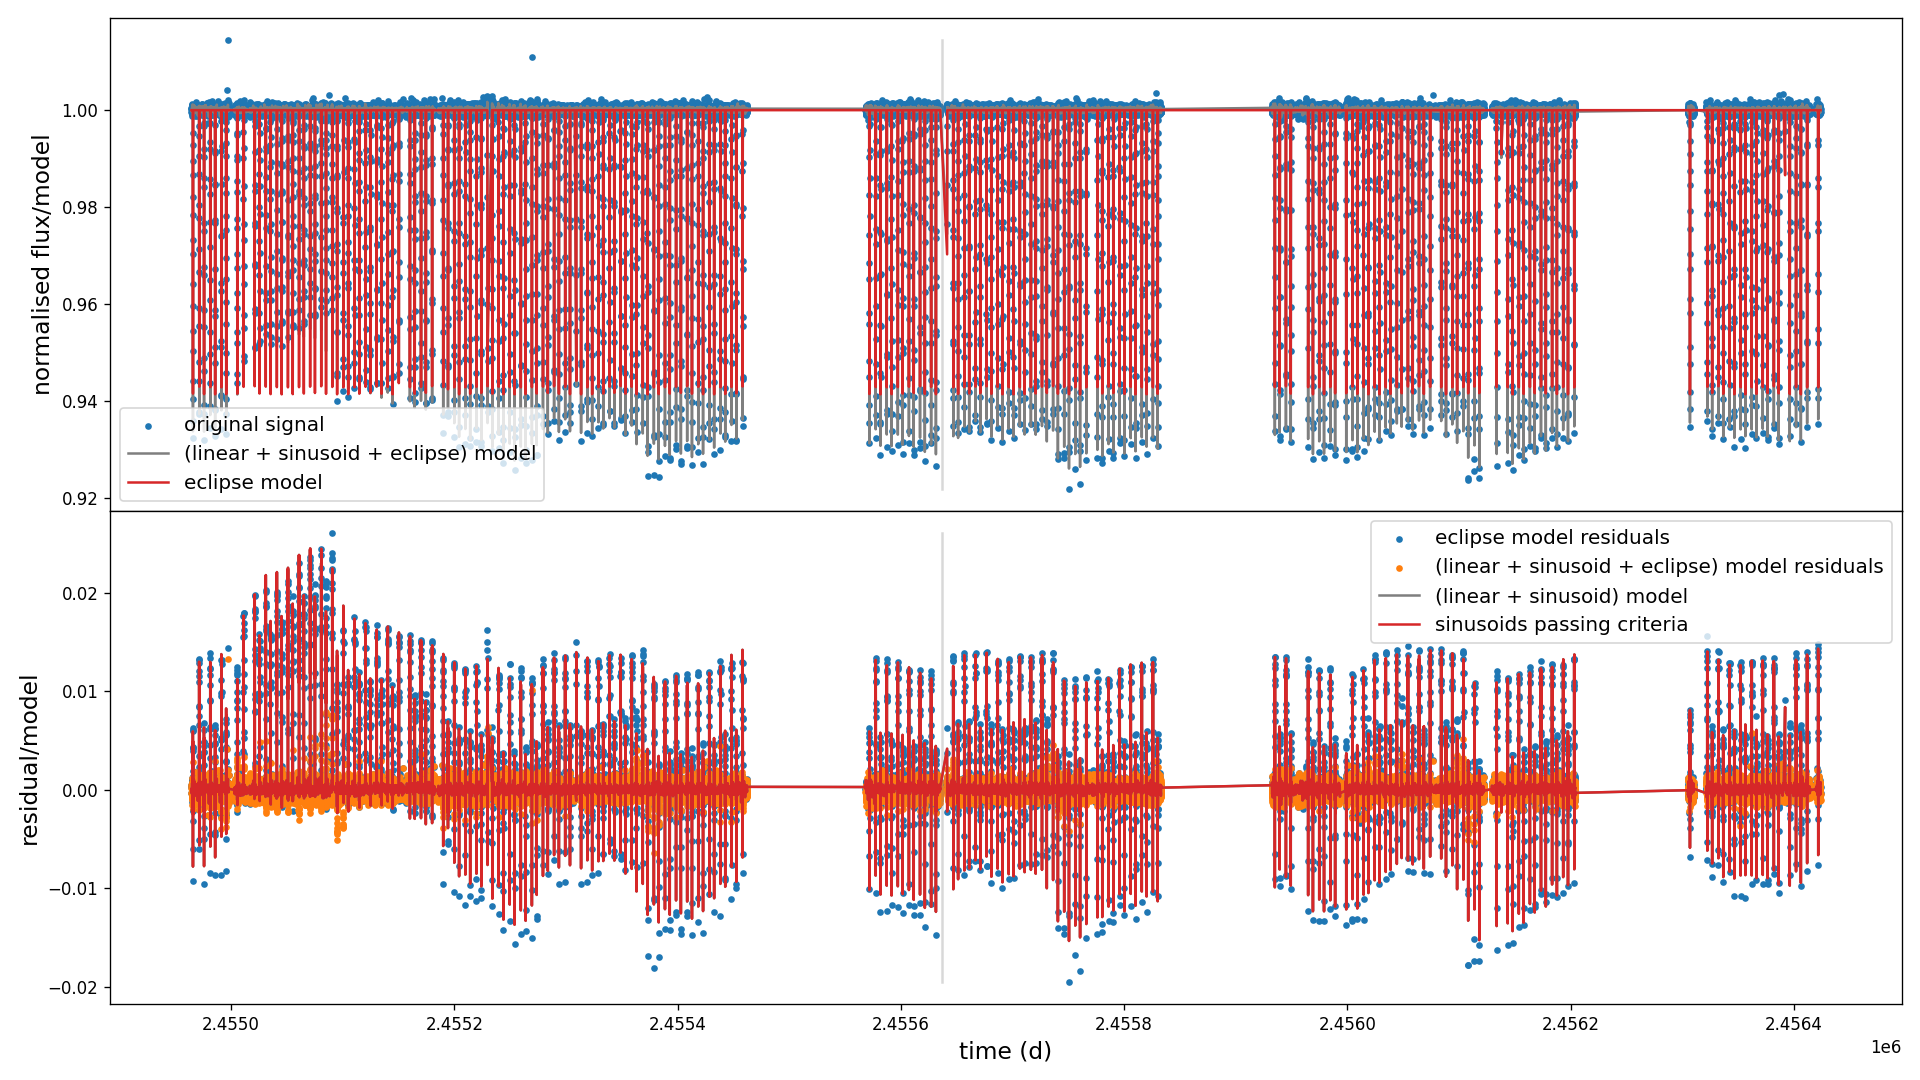 normalised flux/model
1.00
0.98
0.96
0.94
0.92
original signal
(linear + sinusoid + eclipse) model
eclipse model
residual/model
0.02
0.01
0.00
−0.01
−0.02
eclipse model residuals
(linear + sinusoid + eclipse) model residuals
(linear + sinusoid) model
sinusoids passing criteria
2.4550 2.4552 2.4554 2.4556 2.4558 2.4560 2.4562 2.4564
1e6
time (d)